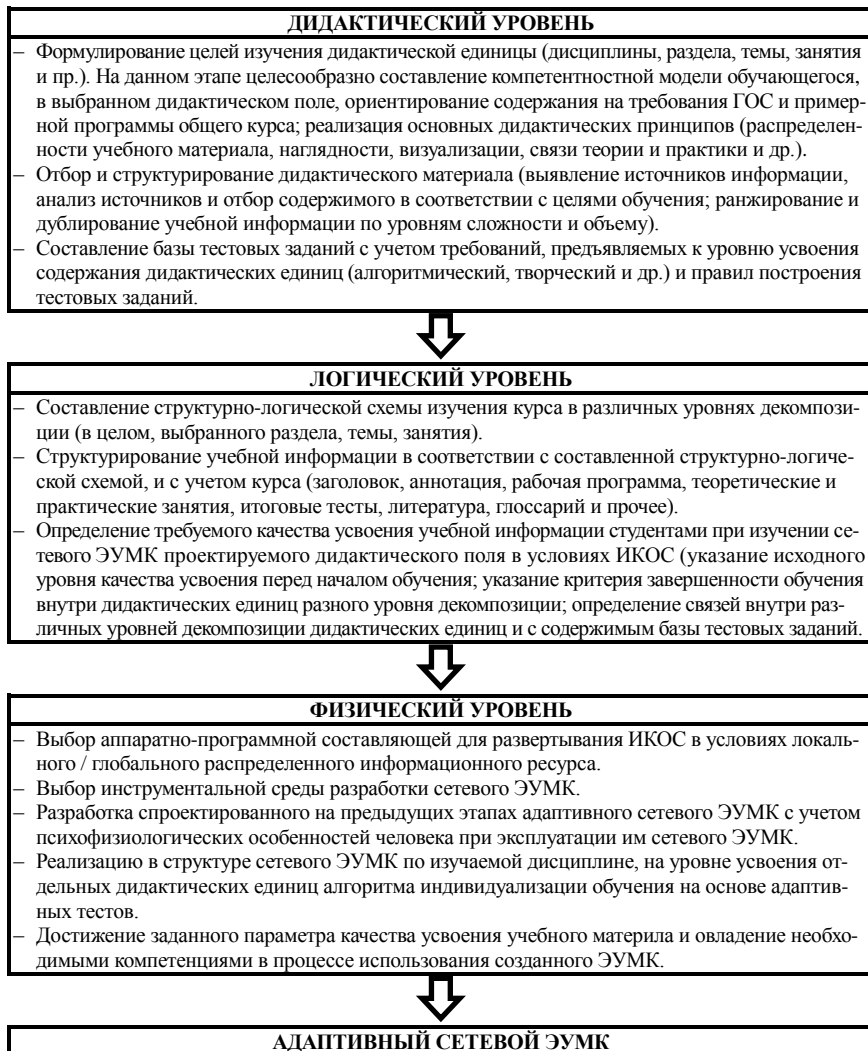 ДИДАКТИЧЕСКИЙ УРОВЕНЬ
– Формулирование целей изучения дидактической единицы (дисциплины, раздела, темы, занятия
и пр.). На данном этапе целесообразно составление компетентностной модели обучающегося,
в выбранном дидактическом поле, ориентирование содержания на требования ГОС и пример-
ной программы общего курса; реализация основных дидактических принципов (распределен-
ности учебного материала, наглядности, визуализации, связи теории и практики и др.).
– Отбор и структурирование дидактического материала (выявление источников информации,
анализ источников и отбор содержимого в соответствии с целями обучения; ранжирование и
дублирование учебной информации по уровням сложности и объему).
– Составление базы тестовых заданий с учетом требований, предъявляемых к уровню усвоения
содержания дидактических единиц (алгоритмический, творческий и др.) и правил построения
тестовых заданий.
ЛОГИЧЕСКИЙ УРОВЕНЬ
– Составление структурно-логической схемы изучения курса в различных уровнях декомпози-
ции (в целом, выбранного раздела, темы, занятия).
– Структурирование учебной информации в соответствии с составленной структурно-логиче-
ской схемой, и с учетом курса (заголовок, аннотация, рабочая программа, теоретические и
практические занятия, итоговые тесты, литература, глоссарий и прочее).
– Определение требуемого качества усвоения учебной информации студентами при изучении се-
тевого ЭУМК проектируемого дидактического поля в условиях ИКОС (указание исходного
уровня качества усвоения перед началом обучения; указание критерия завершенности обучения
внутри дидактических единиц разного уровня декомпозиции; определение связей внутри раз-
личных уровней декомпозиции дидактических единиц и с содержимым базы тестовых заданий.
ФИЗИЧЕСКИЙ УРОВЕНЬ
– Выбор аппаратно-программной составляющей для развертывания ИКОС в условиях локаль-
ного / глобального распределенного информационного ресурса.
– Выбор инструментальной среды разработки сетевого ЭУМК.
– Разработка спроектированного на предыдущих этапах адаптивного сетевого ЭУМК с учетом
психофизиологических особенностей человека при эксплуатации им сетевого ЭУМК.
– Реализацию в структуре сетевого ЭУМК по изучаемой дисциплине, на уровне усвоения от-
дельных дидактических единиц алгоритма индивидуализации обучения на основе адаптив-
ных тестов.
– Достижение заданного параметра качества усвоения учебного материла и овладение необхо-
димыми компетенциями в процессе использования созданного ЭУМК.
АДАПТИВНЫЙ СЕТЕВОЙ ЭУМК